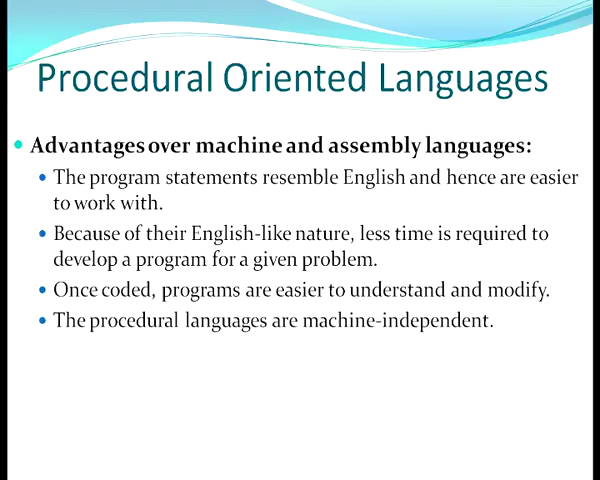 Procedural Oriented Languages
Advantages over machine and assembly languages:
The program statements resemble English and hence are easier
to work with.
Because of their English-like nature, less time is required to
develop a program for a given problem.
Once coded, programs are easier to understand and modify.
The procedural languages are machine-independent.